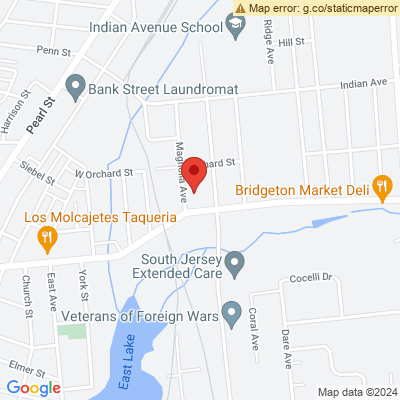 Map error: g.co/staticmaperror
Indian Avenue School
Ridge Ave
Hill St
Penn St
Pearl St
Harrison St
Bank Street Laundromat
Indian Ave
Magnolia Ave
rchard St
W Orchard St
Siebel St
Bridgeton Market Deli
Los Molcajetes Taqueria
South Jersey
Extended Care
Cocelli Dr
Church St
East Ave
York St
Veterans of Foreign Wars
Coral Ave
Dare Ave
East Lake
Elmer St
Google
Map data ©2024